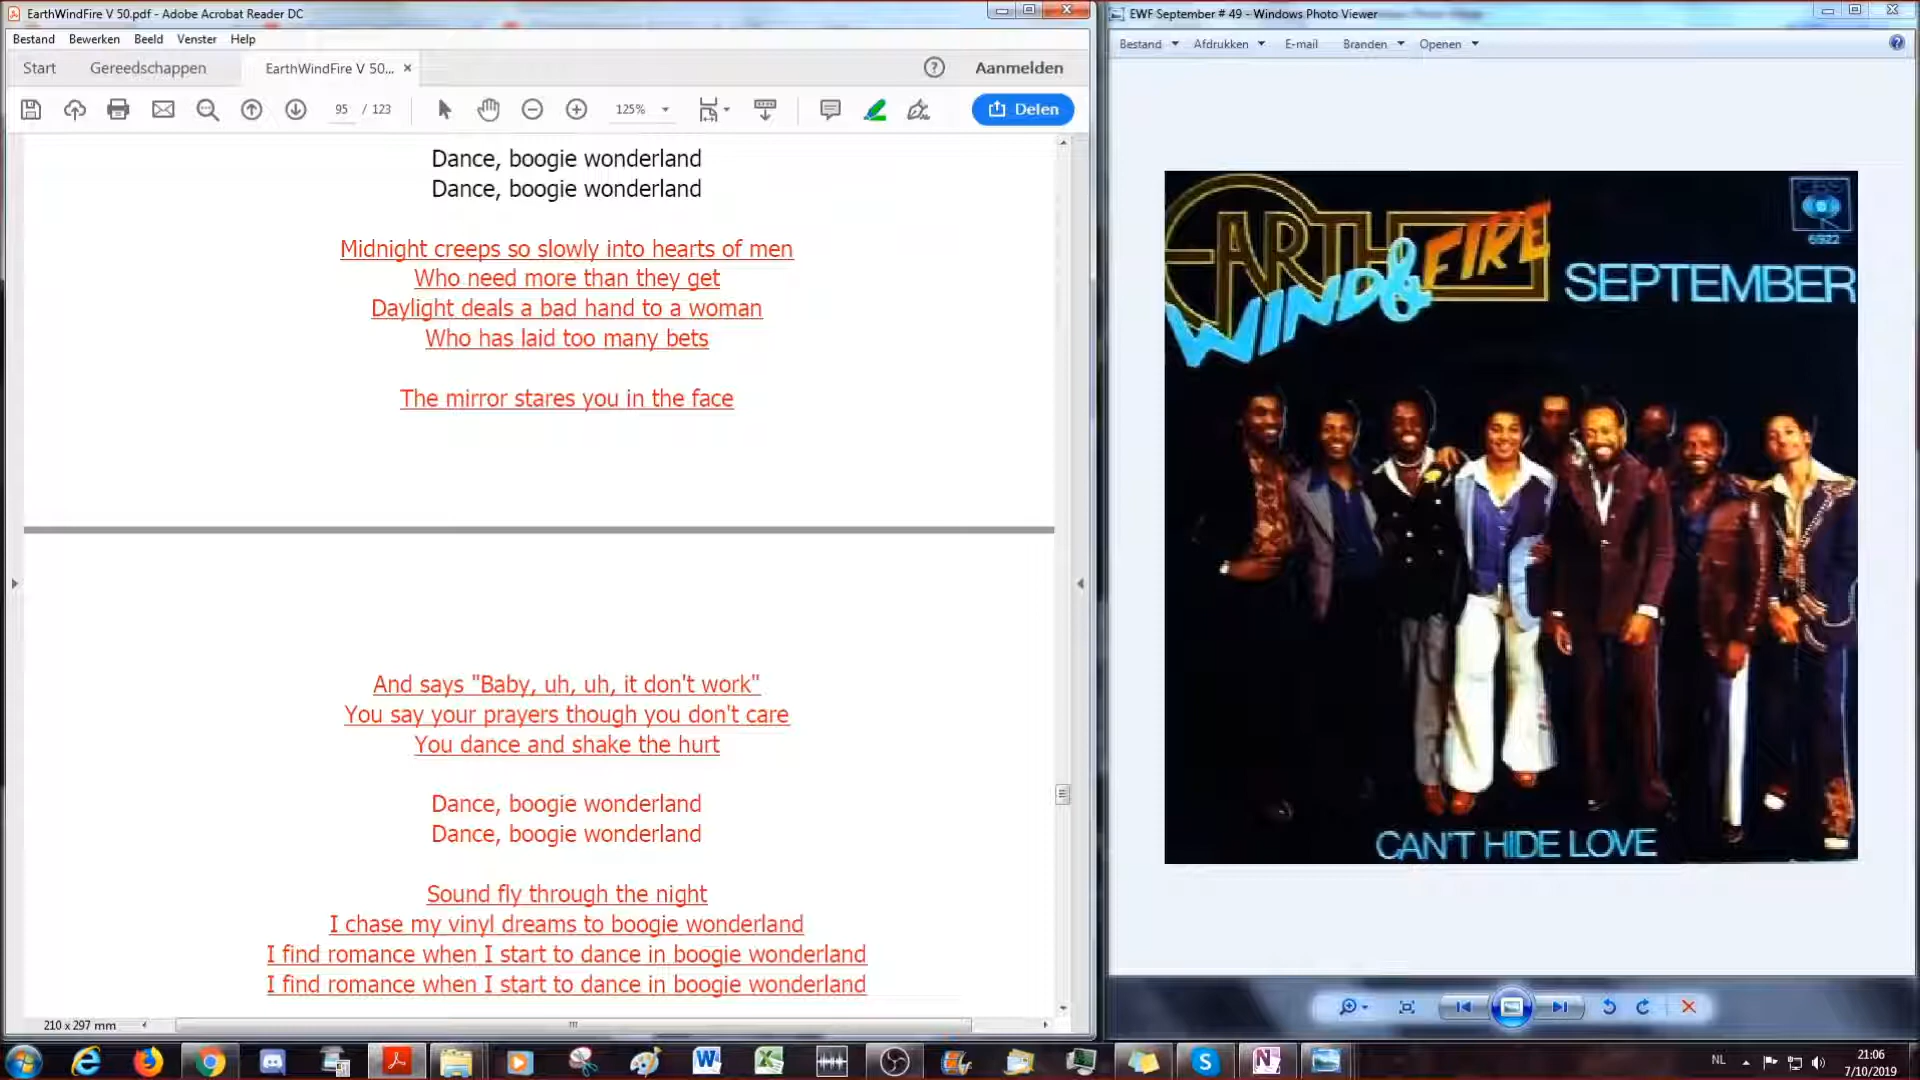 EarthWindFire V 50.pdf - Adobe Acrobat Reader DC
Bestand Bewerken Beeld Venster Help
Start Gereedschappen EarthWindFire V 50... × Aanmelden
95 / 123 125% Delen
Dance, boogie wonderland
Dance, boogie wonderland
Midnight creeps so slowly into hearts of men
Who need more than they get
Daylight deals a bad hand to a woman
Who has laid too many bets
The mirror stares you in the face
And says "Baby, uh, uh, it don't work"
You say your prayers though you don't care
You dance and shake the hurt
Dance, boogie wonderland
Dance, boogie wonderland
Sound fly through the night
I chase my vinyl dreams to boogie wonderland
I find romance when I start to dance in boogie wonderland
I find romance when I start to dance in boogie wonderland
210 x 297 mm
EWF September # 49 - Windows Photo Viewer
Bestand Afdrukken E-mail Branden Openen
EARTH
WIND & FIRE
SEPTEMBER
CBS
6922
CAN'T HIDE LOVE
NL
21:06
7/10/2019